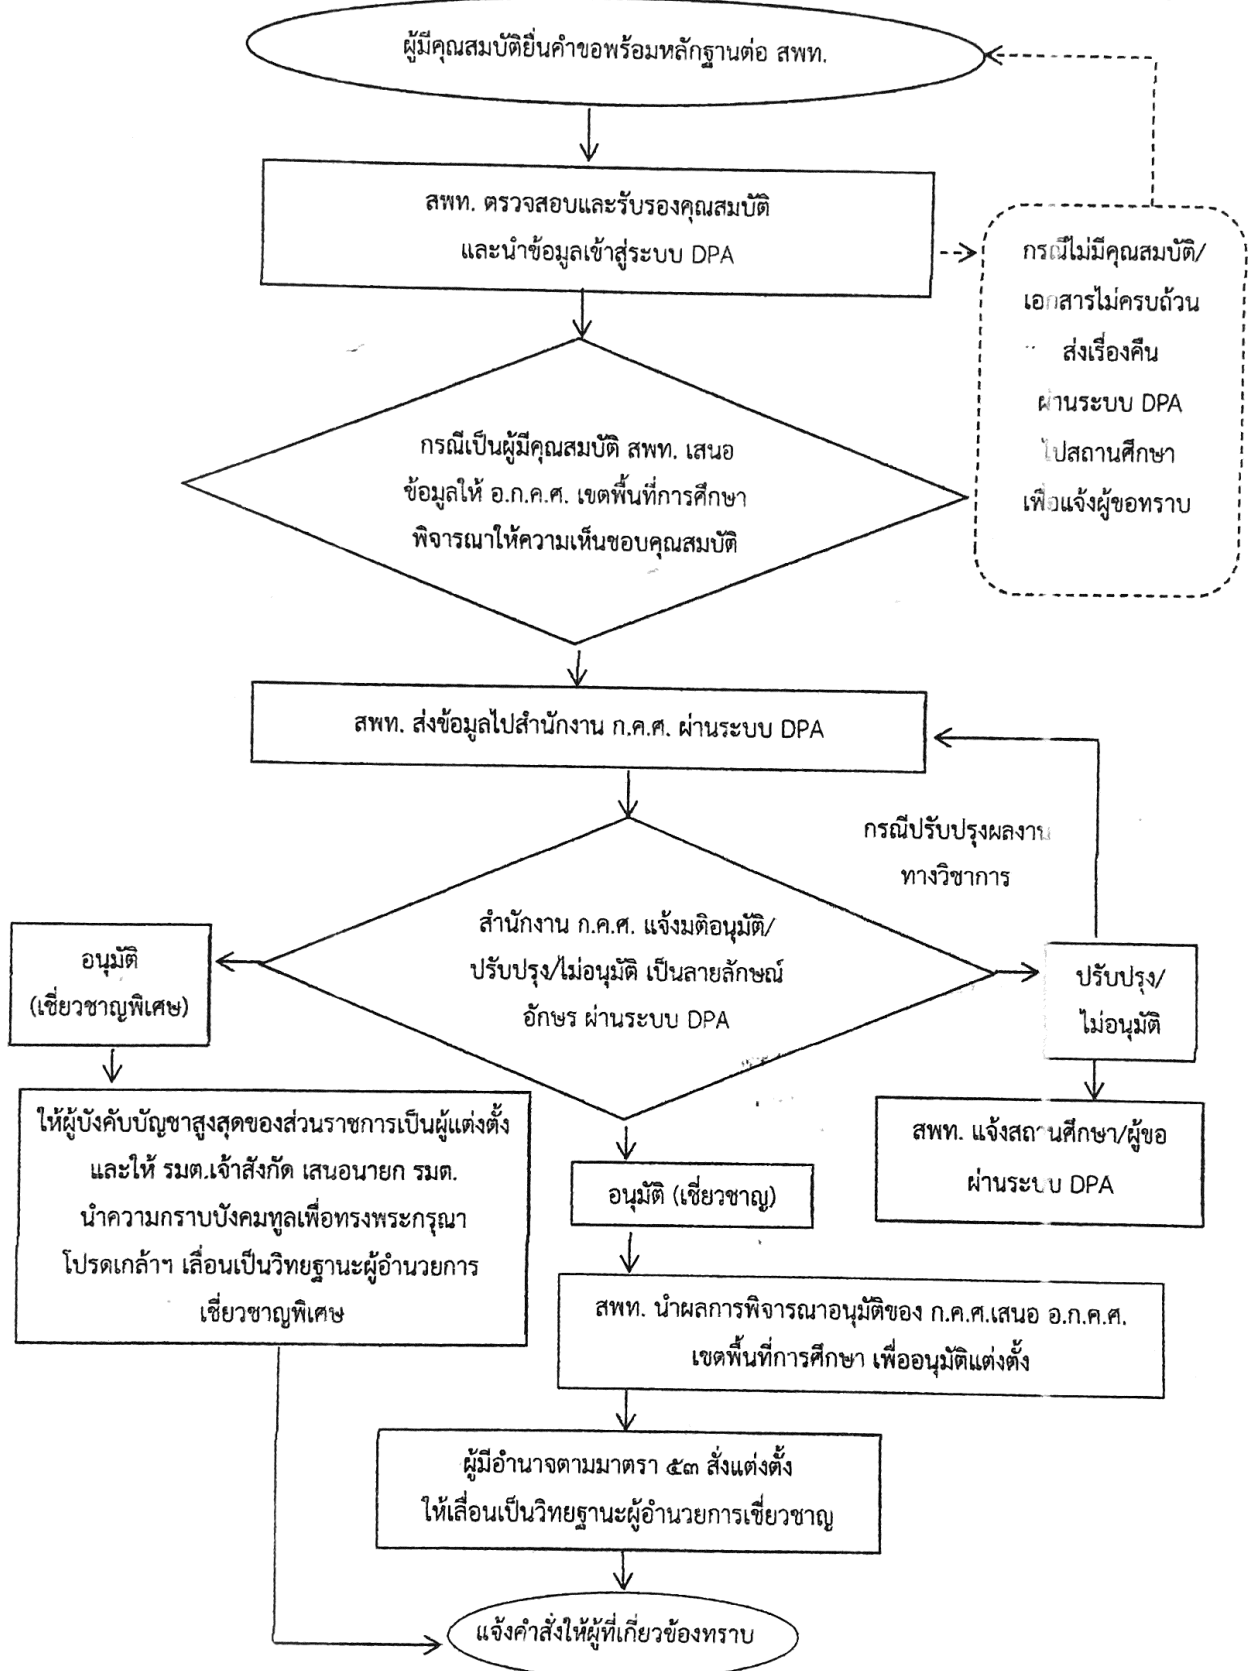 ผู้มีคุณสมบัติยื่นคำขอพร้อมหลักฐานต่อ สพท.
สพท. ตรวจสอบและรับรองคุณสมบัติ
และนำข้อมูลเข้าสู่ระบบ DPA
กรณีไม่มีคุณสมบัติ/
เอกสารไม่ครบถ้วน
ส่งเรื่องคืน
ผ่านระบบ DPA
ไปสถานศึกษา
เพื่อแจ้งผู้ขอทราบ
กรณีเป็นผู้มีคุณสมบัติ สพท. เสนอ
ข้อมูลให้ อ.ก.ค.ศ. เขตพื้นที่การศึกษา
พิจารณาให้ความเห็นชอบคุณสมบัติ
สพท. ส่งข้อมูลไปสำนักงาน ก.ค.ศ. ผ่านระบบ DPA
กรณีปรับปรุงผลงาน
ทางวิชาการ
สำนักงาน ก.ค.ศ. แจ้งมติอนุมัติ/
ปรับปรุง/ไม่อนุมัติ เป็นลายลักษณ์
อักษร ผ่านระบบ DPA
อนุมัติ
(เชี่ยวชาญพิเศษ)
ปรับปรุง/
ไม่อนุมัติ
ให้ผู้บังคับบัญชาสูงสุดของส่วนราชการเป็นผู้แต่งตั้ง
และให้ รมต.เจ้าสังกัด เสนอนายก รมต.
นำความกราบบังคมทูลเพื่อทรงพระกรุณา
โปรดเกล้าฯ เลื่อนเป็นวิทยฐานะผู้อำนวยการ
เชี่ยวชาญพิเศษ
อนุมัติ (เชี่ยวชาญ)
สพท. แจ้งสถานศึกษา/ผู้ขอ
ผ่านระบบ DPA
สพท. นำผลการพิจารณาอนุมัติของ ก.ค.ศ.เสนอ อ.ก.ค.ศ.
เขตพื้นที่การศึกษา เพื่ออนุมัติแต่งตั้ง
ผู้มีอำนาจตามมาตรา ๕๓ สั่งแต่งตั้ง
ให้เลื่อนเป็นวิทยฐานะผู้อำนวยการเชี่ยวชาญ
แจ้งคำสั่งให้ผู้ที่เกี่ยวข้องทราบ